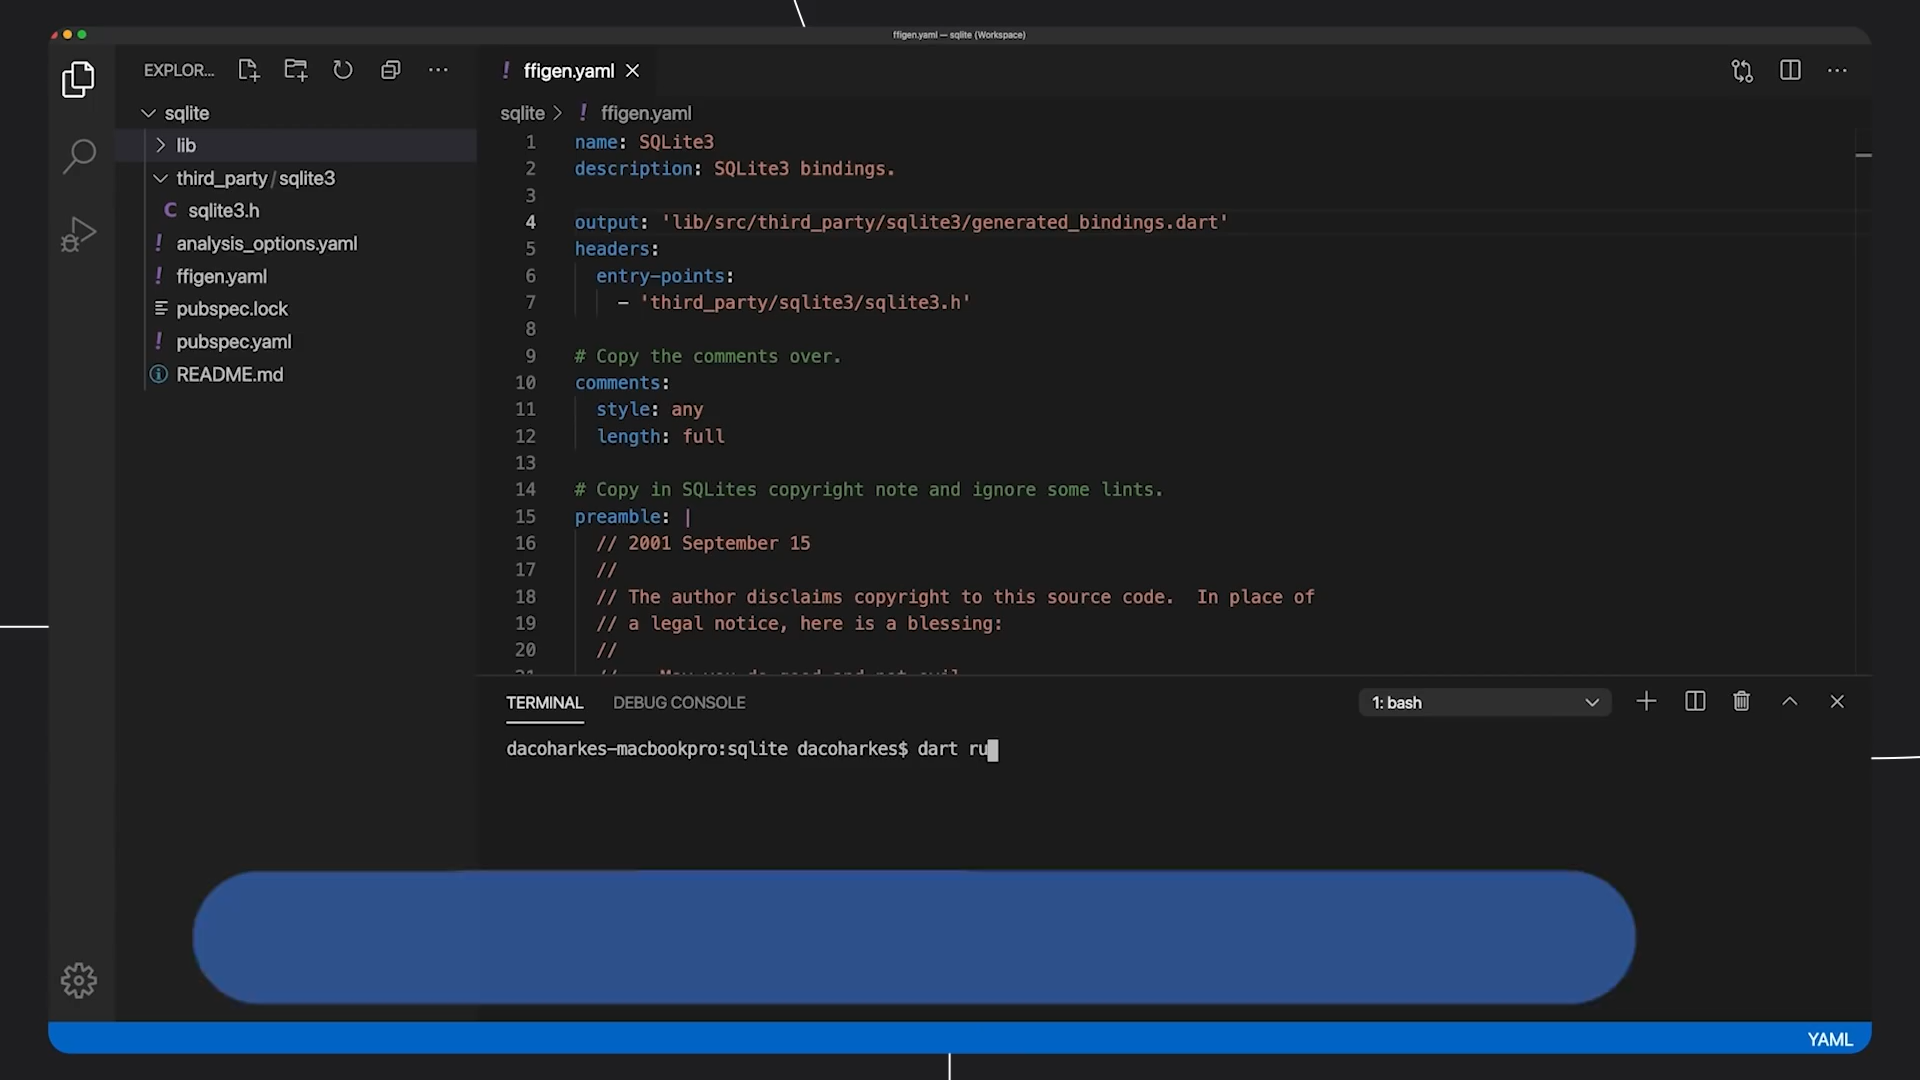 ffigen.yaml — sqlite (Workspace)
EXPLOR...
ffigen.yaml
sqlite
lib
third_party/sqlite3
sqlite3.h
analysis_options.yaml
ffigen.yaml
pubspec.lock
pubspec.yaml
README.md
sqlite > ! ffigen.yaml
1 name: SQLite3
2 description: SQLite3 bindings.
3
4 output: 'lib/src/third_party/sqlite3/generated_bindings.dart'
5 headers:
6 entry-points:
7 - 'third_party/sqlite3/sqlite3.h'
8
9 # Copy the comments over.
10 comments:
11 style: any
12 length: full
13
14 # Copy in SQLites copyright note and ignore some lints.
15 preamble: |
16 // 2001 September 15
17 //
18 // The author disclaims copyright to this source code.  In place of
19 // a legal notice, here is a blessing:
20 //
TERMINAL DEBUG CONSOLE 1: bash
dacoharkes-macbookpro:sqlite dacoharkes$ dart ru
YAML